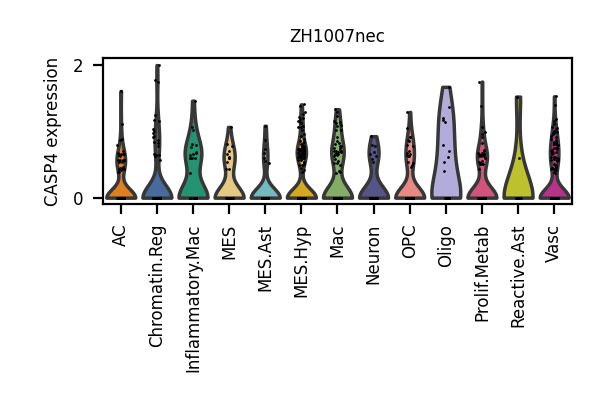 ZH1007nec
CASP4 expression
2
0
AC
Chromatin.Reg
Inflammatory.Mac
MES
MES.Ast
MES.Hyp
Mac
Neuron
OPC
Oligo
Prolif.Metab
Reactive.Ast
Vasc